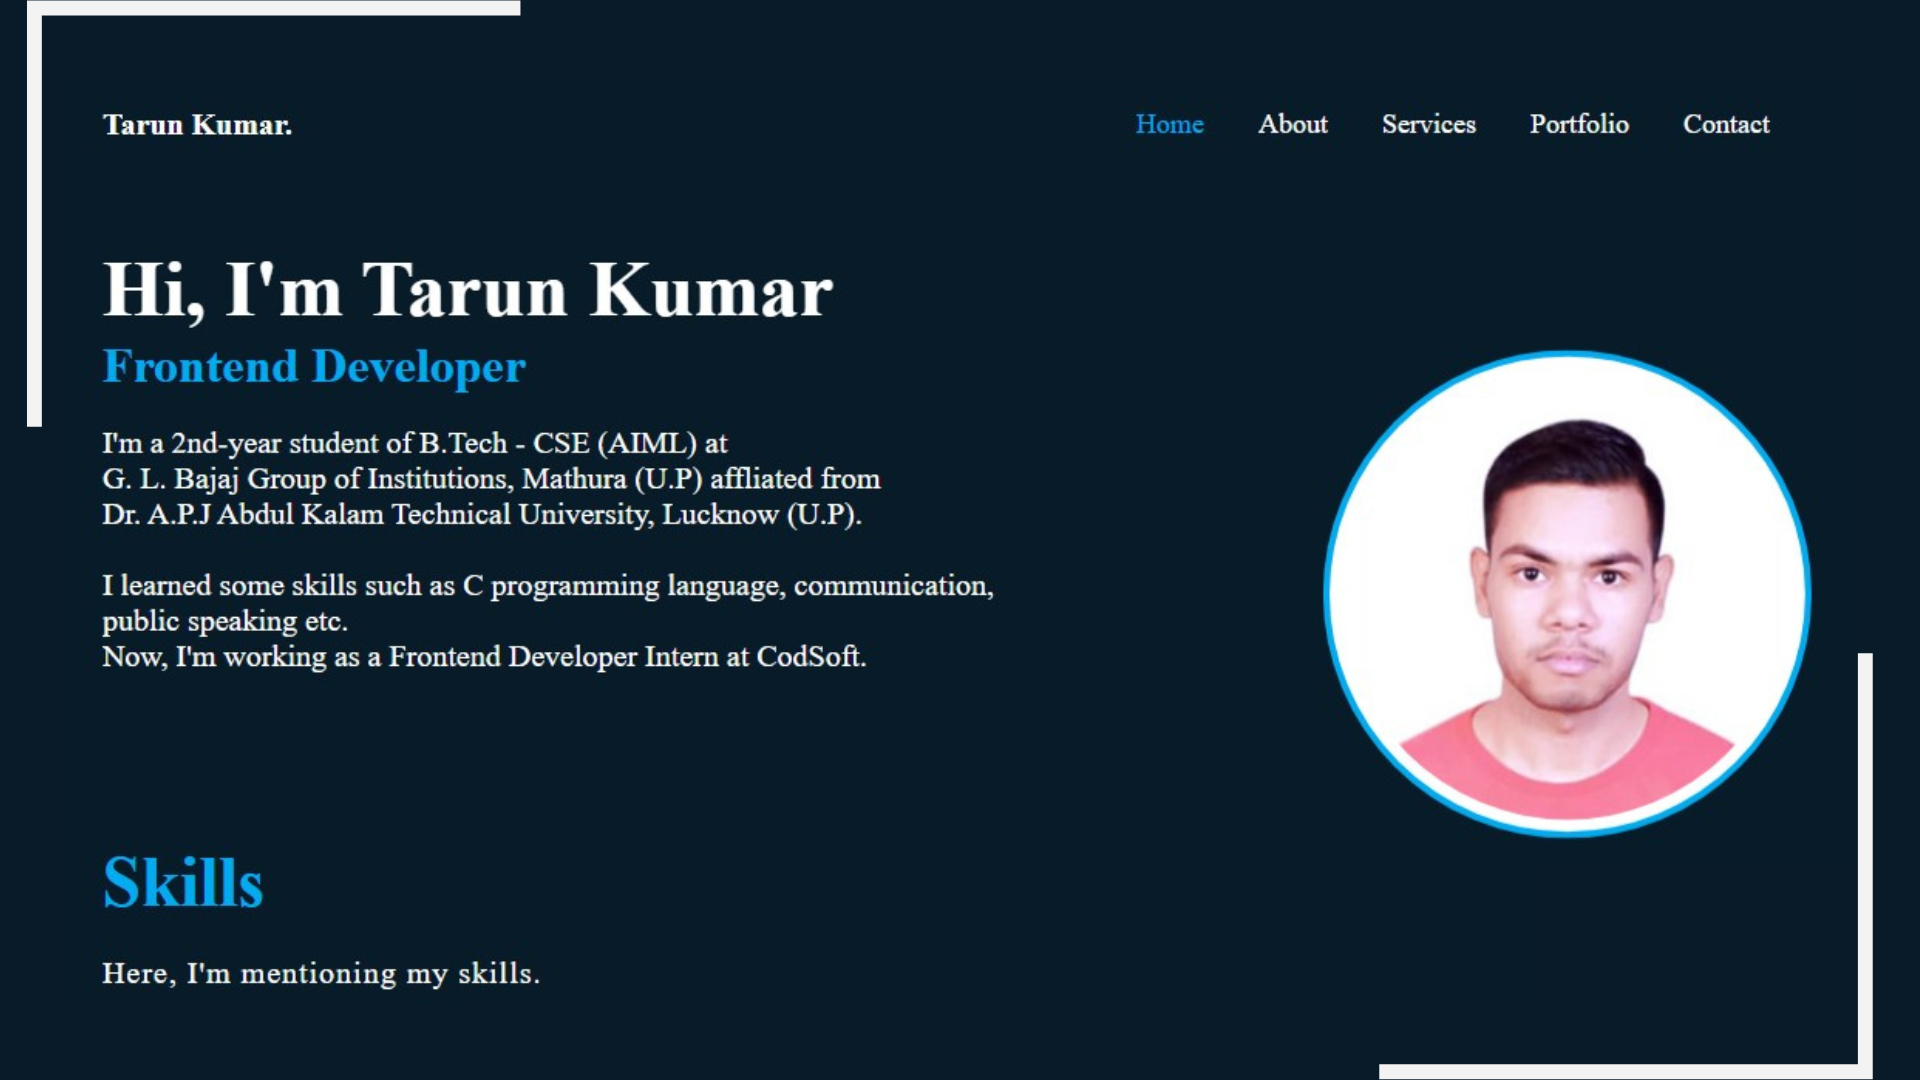 Tarun Kumar.
Home About Services Portfolio Contact
Hi, I'm Tarun Kumar
Frontend Developer
I'm a 2nd-year student of B.Tech - CSE (AIML) at
G. L. Bajaj Group of Institutions, Mathura (U.P) affliated from
Dr. A.P.J Abdul Kalam Technical University, Lucknow (U.P).
I learned some skills such as C programming language, communication,
public speaking etc.
Now, I'm working as a Frontend Developer Intern at CodSoft.
Skills
Here, I'm mentioning my skills.